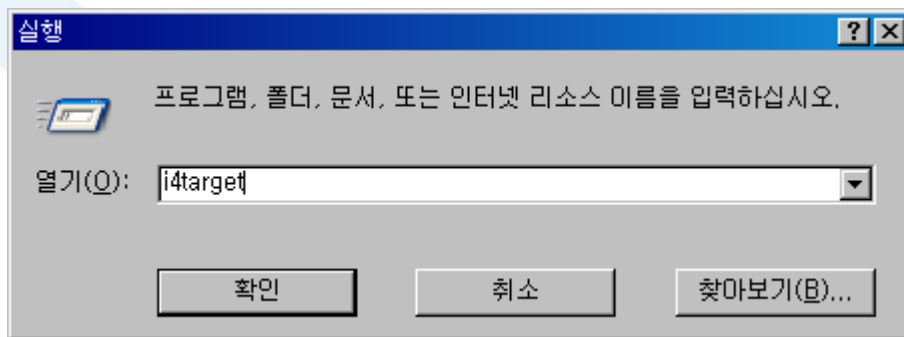 실행
프로그램, 폴더, 문서, 또는 인터넷 리소스 이름을 입력하십시오.
열기(O): i4target
확인 취소 찾아보기(B)...